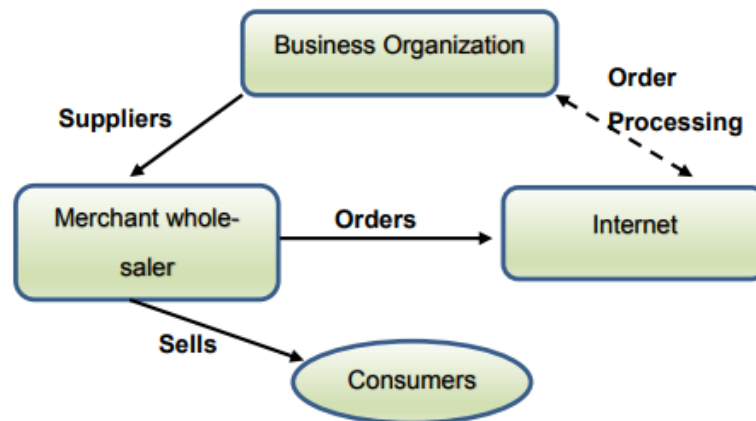 Business Organization
Order
Processing
Suppliers
Merchant whole-
saler
Orders
Internet
Sells
Consumers